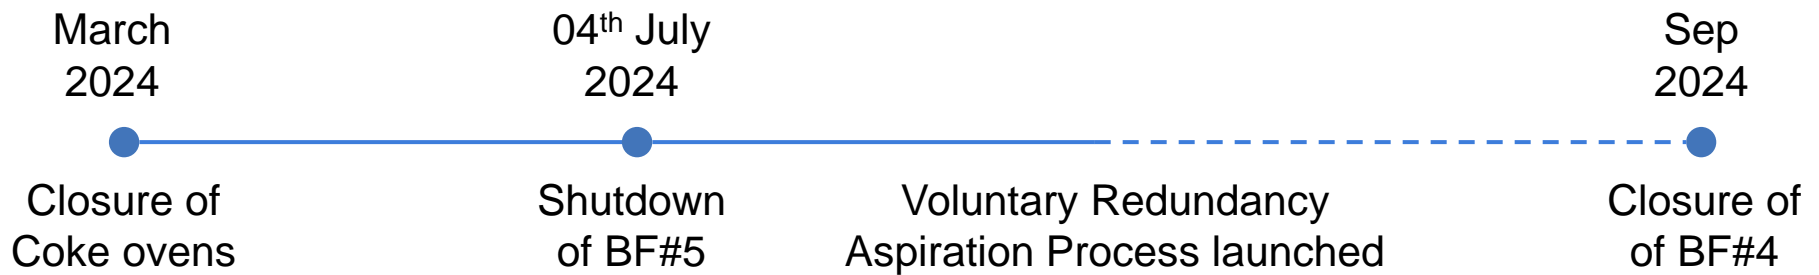 March
2024
04th July
2024
Sep
2024
Closure of
Coke ovens
Shutdown
of BF#5
Voluntary Redundancy
Aspiration Process launched
Closure of
of BF#4